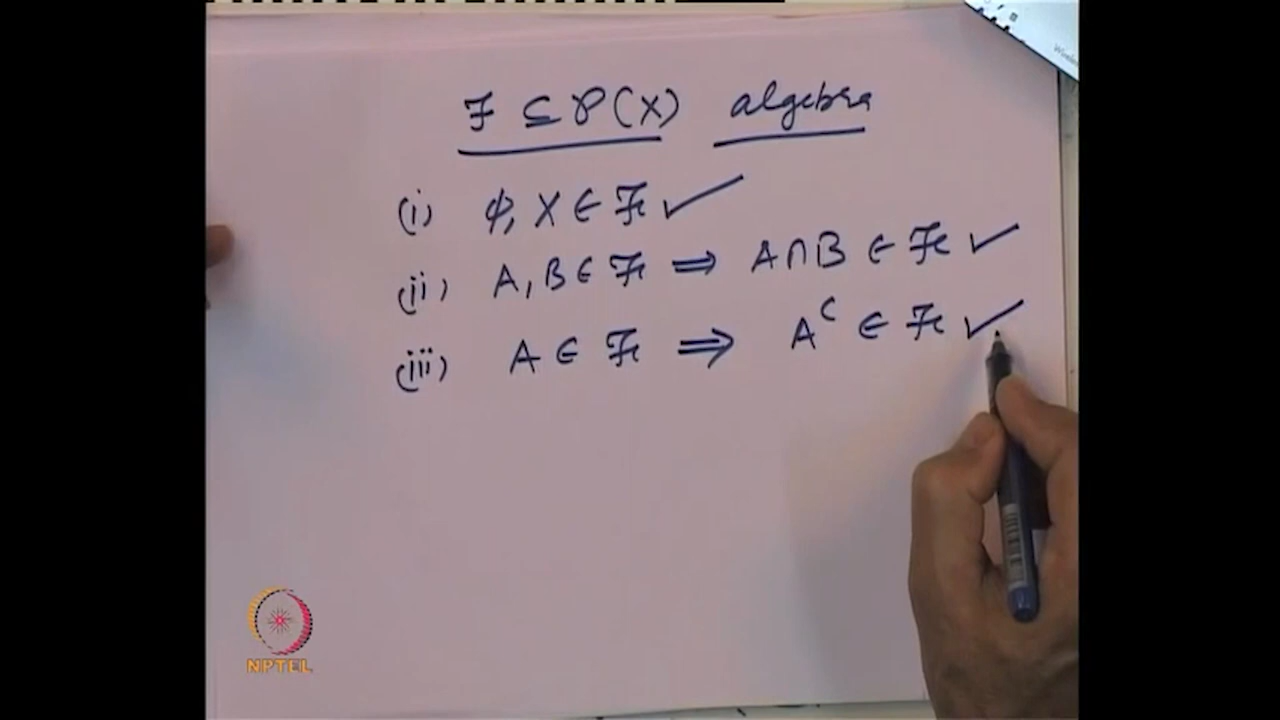 ℱ ⊆ 𝒫(X) algebra
(i) ϕ, X ∈ ℱ ✓
(ii) A, B ∈ ℱ ⇒ A∩B ∈ ℱ ✓
(iii) A ∈ ℱ ⇒ A^C ∈ ℱ ✓
NPTEL